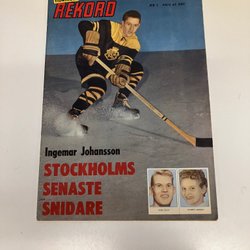 REKORD
Ingemar Johansson
STOCKHOLMS
SENASTE
SNIDARE